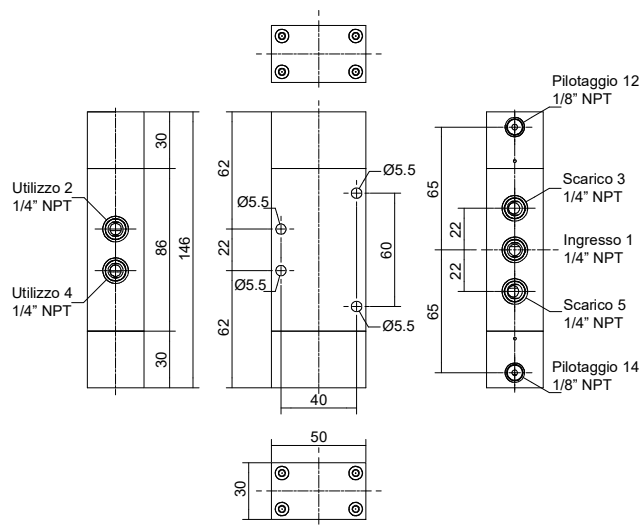 Utilizzo 2
1/4” NPT
Utilizzo 4
1/4” NPT
30
86
30
146
62
22
62
Ø5.5
Ø5.5
Ø5.5
Ø5.5
60
40
50
30
65
65
22
22
Pilotaggio 12
1/8” NPT
Scarico 3
1/4” NPT
Ingresso 1
1/4” NPT
Scarico 5
1/4” NPT
Pilotaggio 14
1/8” NPT